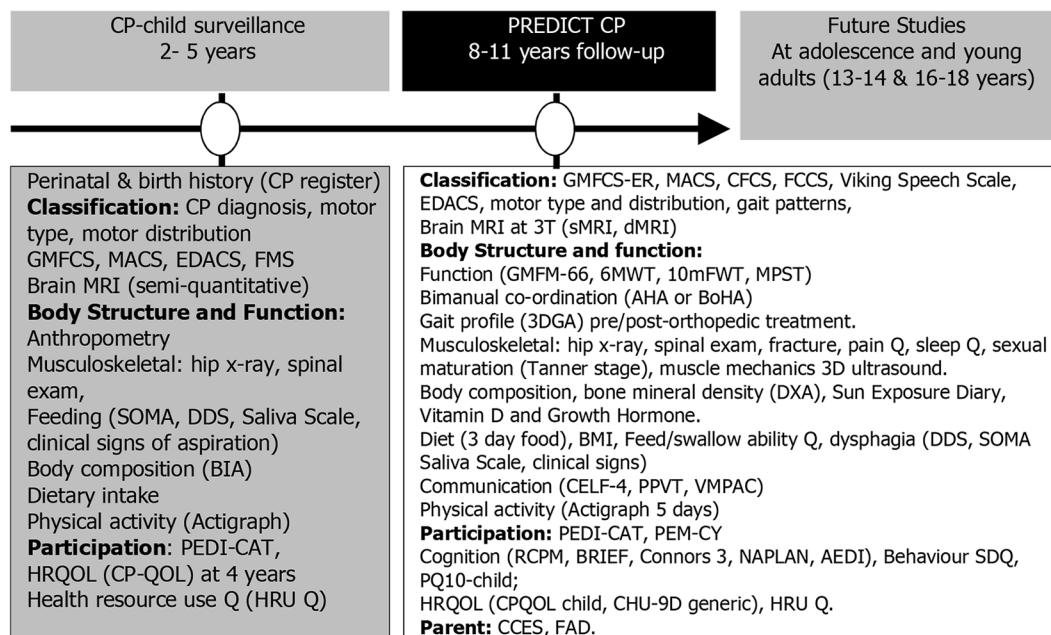 CP-child surveillance
2- 5 years
PREDICT CP
8-11 years follow-up
Future Studies
At adolescence and young
adults (13-14 & 16-18 years)
Perinatal & birth history (CP register)
Classification: CP diagnosis, motor
type, motor distribution
GMFCS, MACS, EDACS, FMS
Brain MRI (semi-quantitative)
Body Structure and Function:
Anthropometry
Musculoskeletal: hip x-ray, spinal
exam,
Feeding (SOMA, DDS, Saliva Scale,
clinical signs of aspiration)
Body composition (BIA)
Dietary intake
Physical activity (Actigraph)
Participation: PEDI-CAT,
HRQOL (CP-QOL) at 4 years
Health resource use Q (HRU Q)
Classification: GMFCS-ER, MACS, CFCS, FCCS, Viking Speech Scale,
EDACS, motor type and distribution, gait patterns,
Brain MRI at 3T (sMRI, dMRI)
Body Structure and function:
Function (GMFM-66, 6MWT, 10mFWT, MPST)
Bimanual co-ordination (AHA or BoHA)
Gait profile (3DGA) pre/post-orthopedic treatment.
Musculoskeletal: hip x-ray, spinal exam, fracture, pain Q, sleep Q, sexual
maturation (Tanner stage), muscle mechanics 3D ultrasound.
Body composition, bone mineral density (DXA), Sun Exposure Diary,
Vitamin D and Growth Hormone.
Diet (3 day food), BMI, Feed/swallow ability Q, dysphagia (DDS, SOMA
Saliva Scale, clinical signs)
Communication (CELF-4, PPVT, VMPAC)
Physical activity (Actigraph 5 days)
Participation: PEDI-CAT, PEM-CY
Cognition (RCPM, BRIEF, Connors 3, NAPLAN, AEDI), Behaviour SDQ,
PQ10-child;
HRQOL (CPQOL child, CHU-9D generic), HRU Q.
Parent: CCES, FAD.